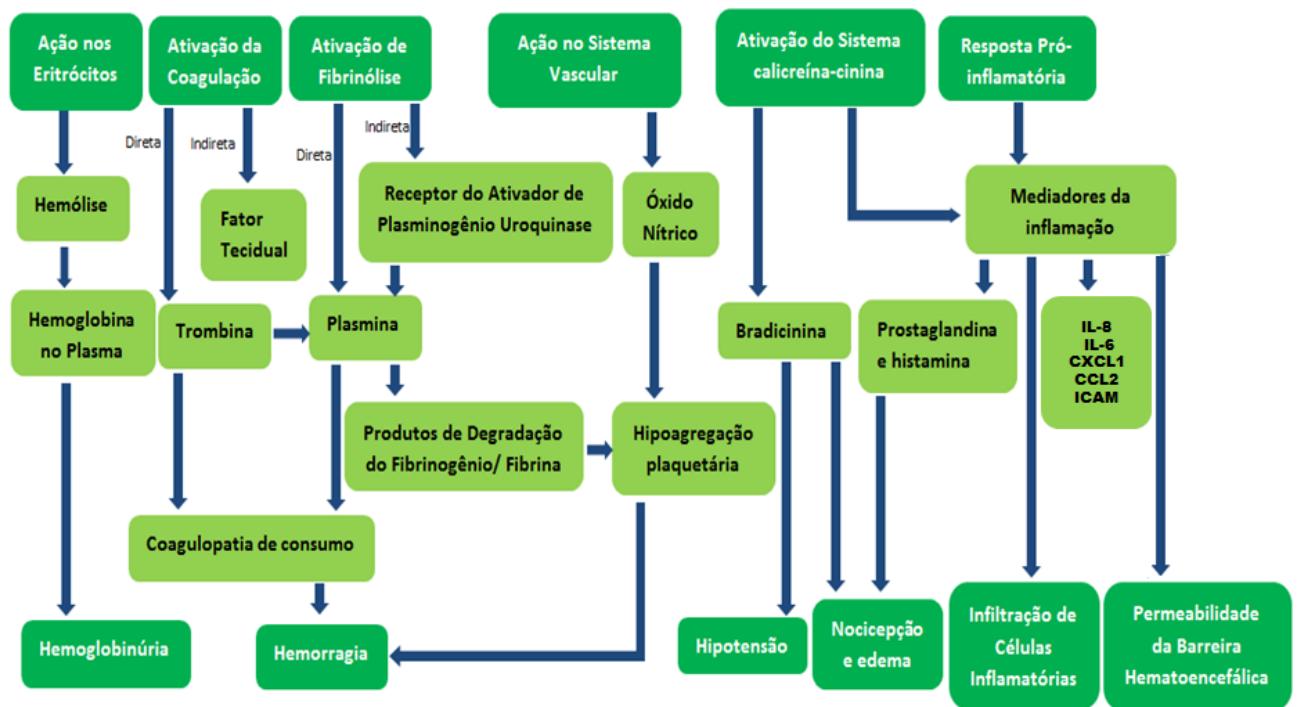 Ação nos
Eritrócitos
Ativação da
Coagulação
Ativação de
Fibrinólise
Ação no Sistema
Vascular
Ativação do Sistema
calicreína-cinina
Resposta Pró-
inflamatória
Direta
Indireta
Direta
Indireta
Hemólise
Fator
Tecidual
Receptor do Ativador de
Plasminogênio Uroquinase
Óxido
Nítrico
Mediadores da
inflamação
Hemoglobina
no Plasma
Trombina
Plasmina
Bradicinina
Prostaglandina
e histamina
IL-8
IL-6
CXCL1
CCL2
ICAM
Produtos de Degradação
do Fibrinogênio/ Fibrina
Hipoagregação
plaquetária
Coagulopatia de consumo
Hemoglobinúria
Hemorragia
Hipotensão
Nocicepção
e edema
Infiltração de
Células
Inflamatórias
Permeabilidade
da Barreira
Hematoencefálica